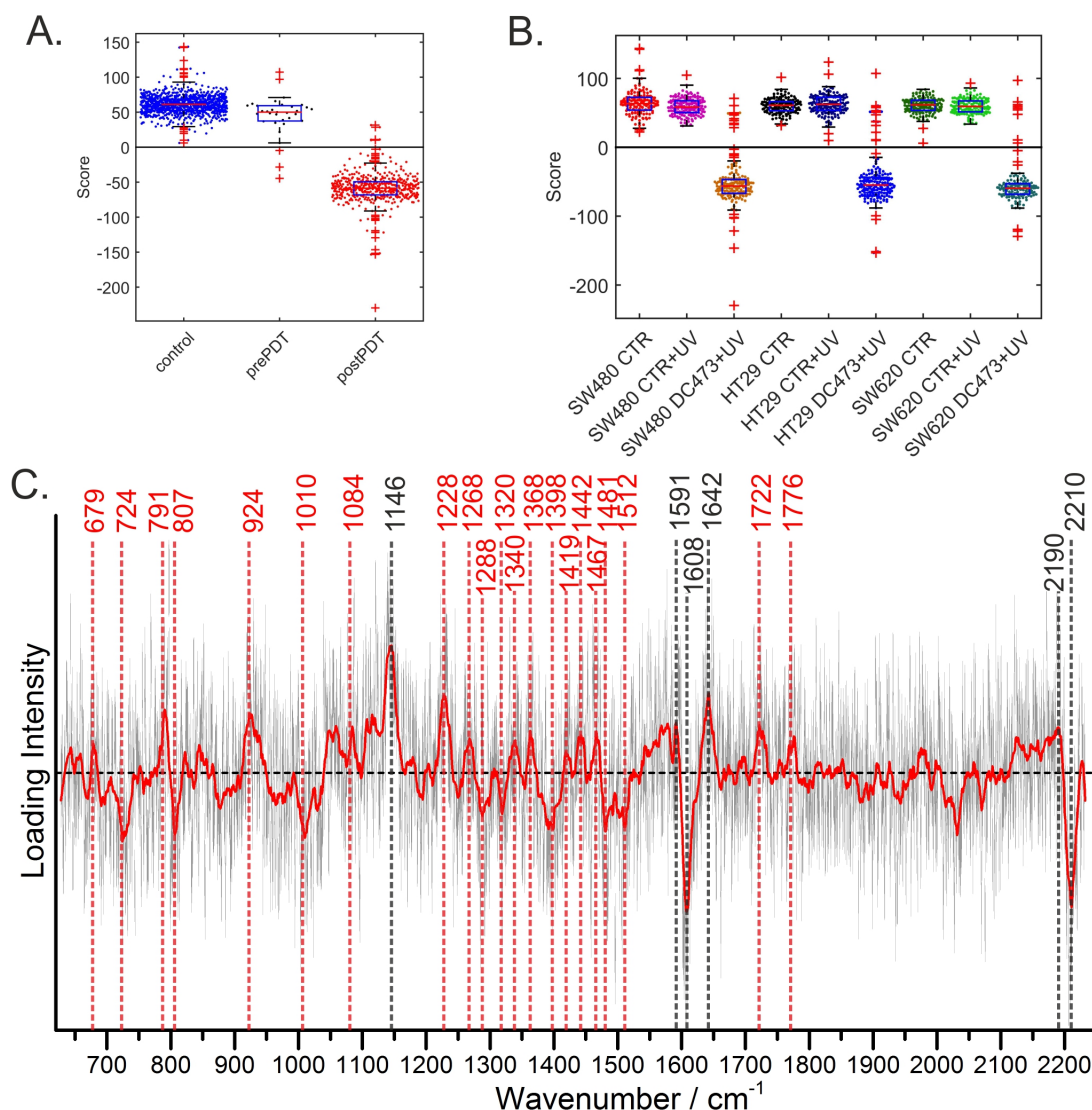 A.
150
100
50
0
-50
-100
-150
-200
Score
control
prePDT
postPDT
B.
100
0
-100
-200
Score
SW480 CTR
SW480 CTR+UV
SW480 DC473+UV
HT29 CTR
HT29 CTR+UV
HT29 DC473+UV
SW620 CTR
SW620 CTR+UV
SW620 DC473+UV
C.
679
724
791
807
924
1010
1084
1146
1228
1268
1288
1320
1340
1368
1398
1419
1442
1467
1481
1512
1591
1608
1642
1722
1776
2190
2210
Loading Intensity
700 800 900 1000 1100 1200 1300 1400 1500 1600 1700 1800 1900 2000 2100 2200
Wavenumber / cm⁻¹